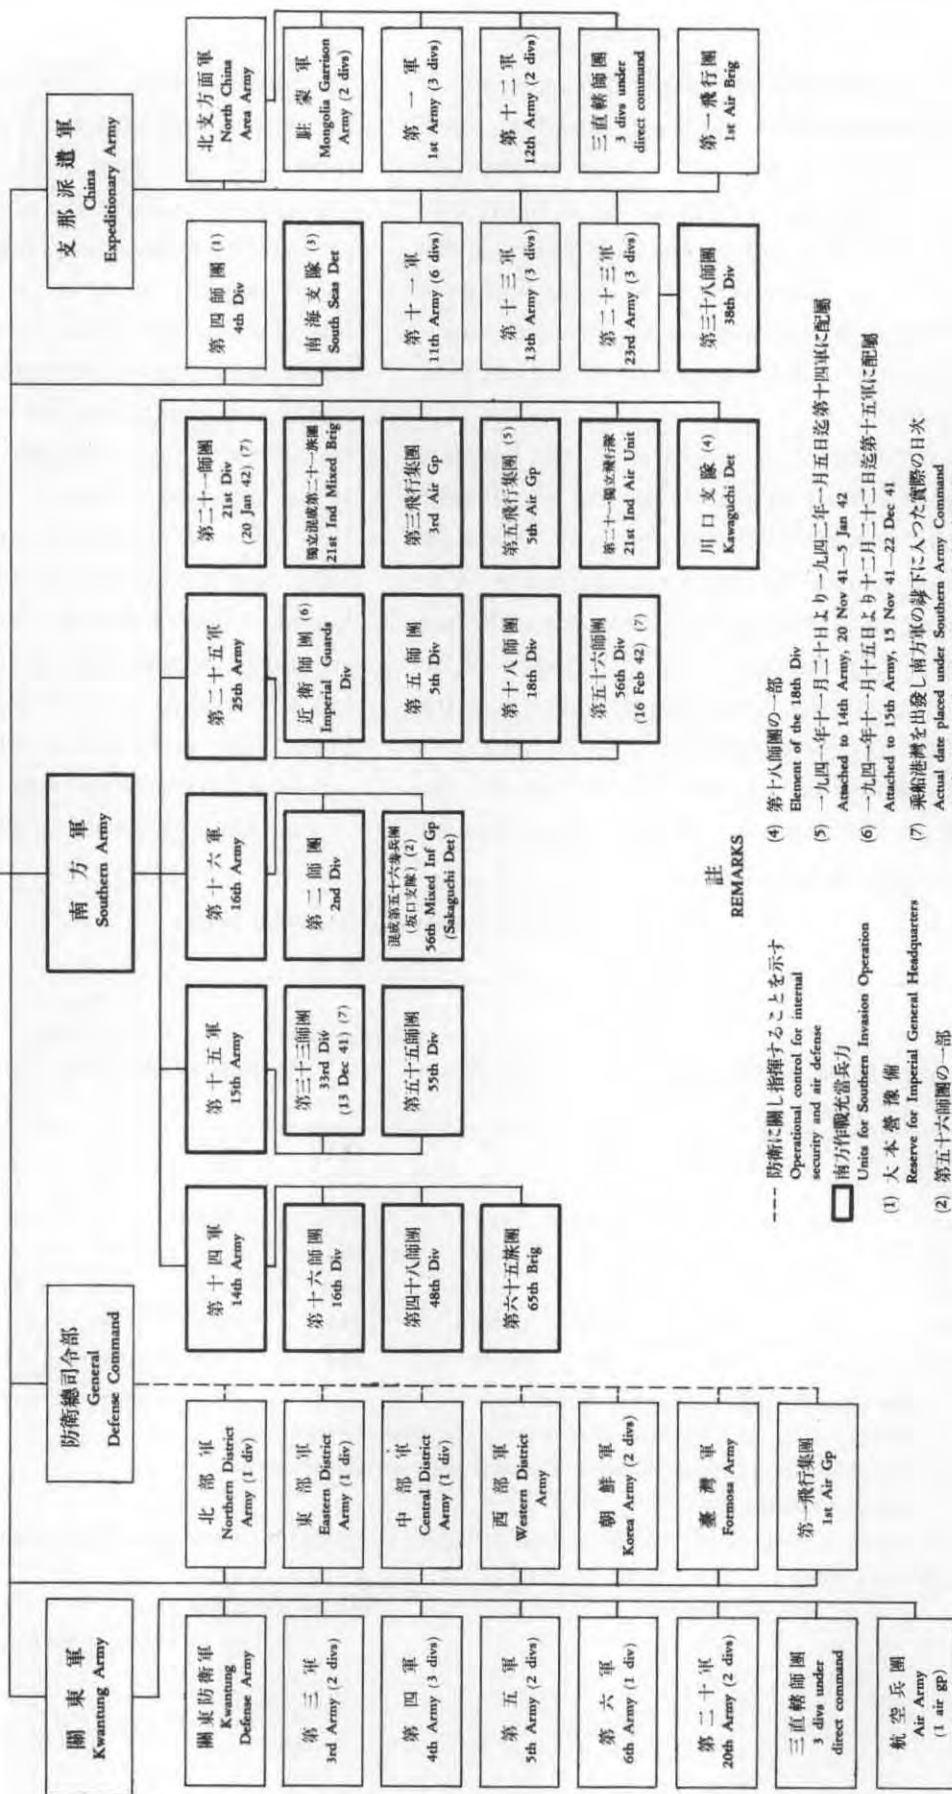 關東軍
Kwantung Army
關東防衛軍
Kwantung
Defense Army
第三軍
3rd Army (2 divs)
第四軍
4th Army (3 divs)
第五軍
5th Army (2 divs)
第六軍
6th Army (1 div)
第二十軍
20th Army (2 divs)
三直轄師團
3 divs under
direct command
航空兵團
Air Army
(1 air gp)
防衛總司令部
General
Defense Command
北部軍
Northern District
Army (1 div)
東部軍
Eastern District
Army (1 div)
中部軍
Central District
Army (1 div)
西部軍
Western District
Army
朝鮮軍
Korea Army (2 divs)
臺灣軍
Formosa Army
第一飛行集團
1st Air Gp
南方軍
Southern Army
第十四軍
14th Army
第十六師團
16th Div
第四十八師團
48th Div
第六十五旅團
65th Brig
第十五軍
15th Army
第三十三師團
33rd Div
(13 Dec 41) (7)
第五十五師團
55th Div
第十六軍
16th Army
第二師團
2nd Div
混成第五十六步兵團
(坂口支隊) (2)
56th Mixed Inf Gp
(Sakaguchi Det)
第二十五軍
25th Army
近衛師團 (6)
Imperial Guards
Div
第五師團
5th Div
第十八師團
18th Div
第五十六師團
56th Div
(16 Feb 42) (7)
第二十一師團
21st Div
(20 Jan 42) (7)
獨立混成第二十一旅團
21st Ind Mixed Brig
第三飛行集團
3rd Air Gp
第五飛行集團 (5)
5th Air Gp
第二十一獨立飛行隊
21st Ind Air Unit
川口支隊 (4)
Kawaguchi Det
支那派遣軍
China
Expeditionary Army
第四師團 (1)
4th Div
南海支隊 (3)
South Seas Det
第十一軍
11th Army (6 divs)
第十三軍
13th Army (3 divs)
第二十三軍
23rd Army (3 divs)
第三十八師團
38th Div
北支方面軍
North China
Area Army
駐蒙軍
Mongolia Garrison
Army (2 divs)
第一軍
1st Army (3 divs)
第十二軍
12th Army (2 divs)
三直轄師團
3 divs under
direct command
第一飛行團
1st Air Brig
註
REMARKS
--- 防衛に關し指揮することを示す
Operational control for internal
security and air defense
南方作戰充當兵力
Units for Southern Invasion Operation
(1) 大本營豫備
Reserve for Imperial General Headquarters
(2) 第五十六師團の一部
(4) 第十八師團の一部
Element of the 18th Div
(5) 一九四一年十一月二十日より一九四二年一月五日迄第十四軍に配屬
Attached to 14th Army, 20 Nov 41—5 Jan 42
(6) 一九四一年十一月十五日より十二月二十二日迄第十五軍に配屬
Attached to 15th Army, 15 Nov 41—22 Dec 41
(7) 乘船港灣を出發し南方軍の隷下に入つた實際の日次
Actual date placed under Southern Army Command